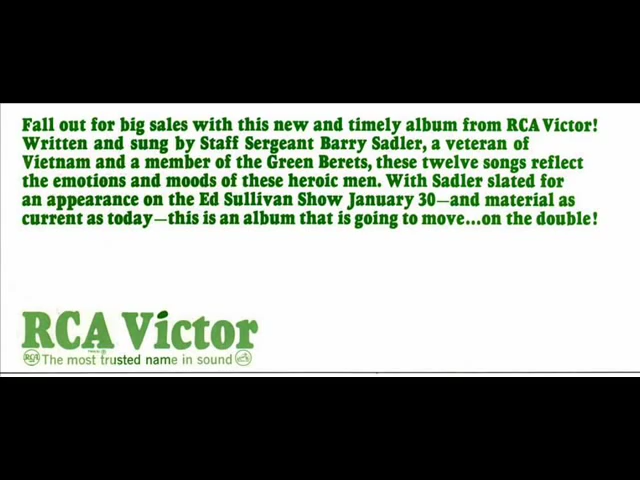 Fall out for big sales with this new and timely album from RCA Victor!
Written and sung by Staff Sergeant Barry Sadler, a veteran of
Vietnam and a member of the Green Berets, these twelve songs reflect
the emotions and moods of these heroic men. With Sadler slated for
an appearance on the Ed Sullivan Show January 30—and material as
current as today—this is an album that is going to move...on the double!
RCA Victor
RCA The most trusted name in sound